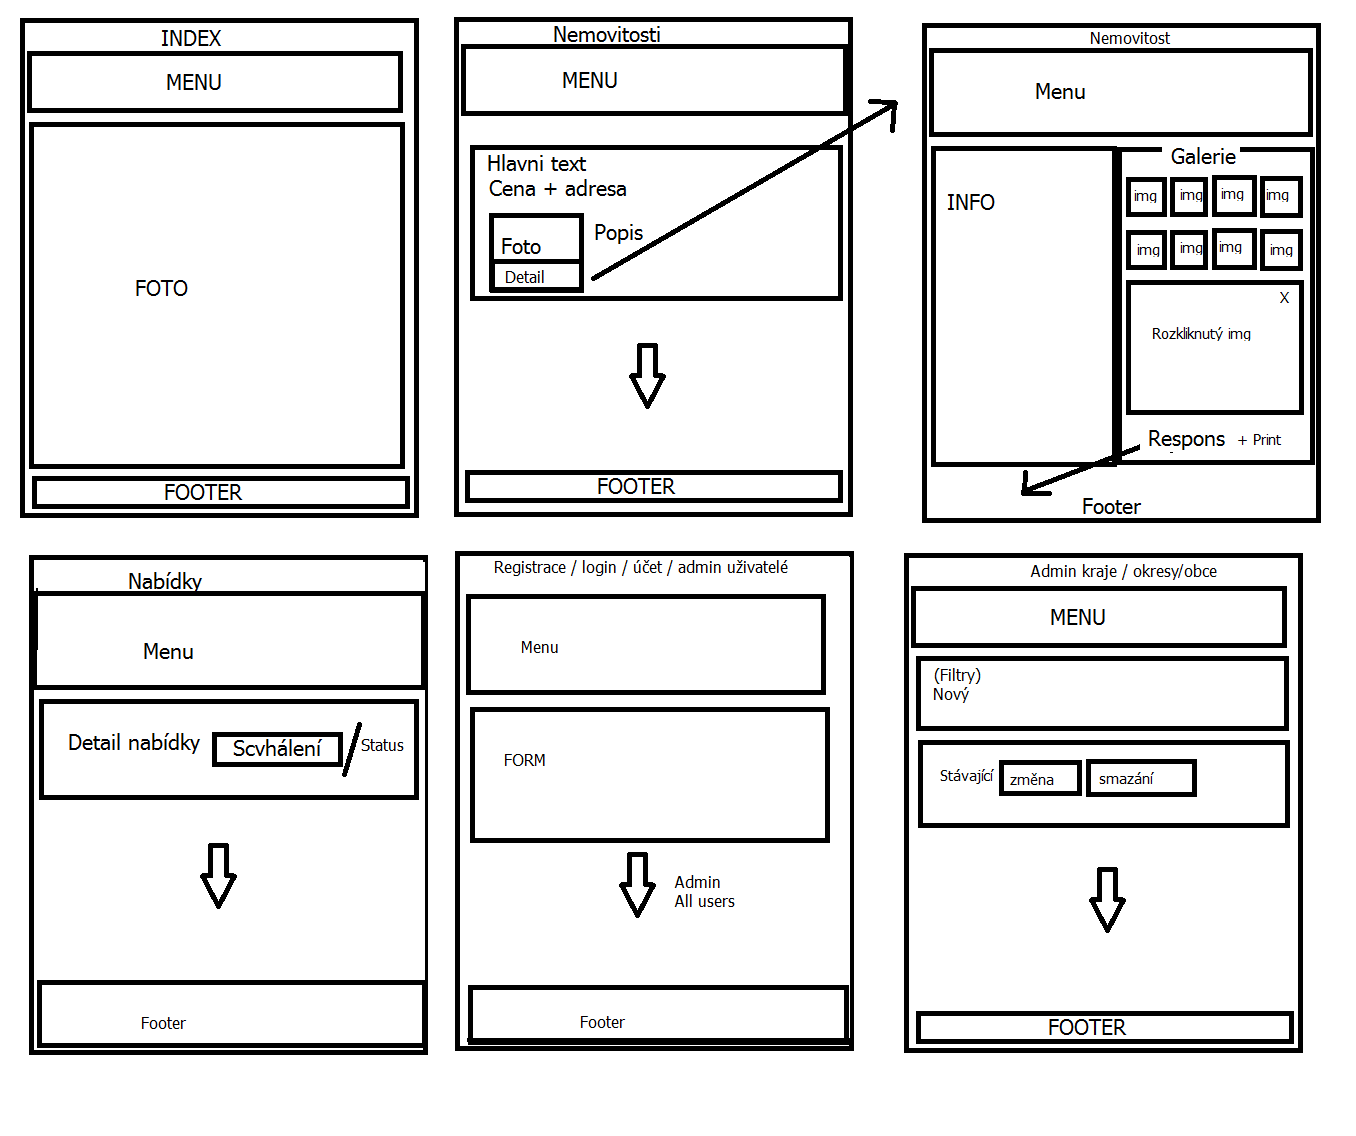 INDEX
MENU
FOTO
FOOTER
Nemovitosti
MENU
Hlavni text
Cena + adresa
Foto
Popis
Detail
FOOTER
Nemovitost
Menu
INFO
Galerie
img img img img
img img img img
X
Rozkliknutý img
Respons + Print
Footer
Nabídky
Menu
Detail nabídky Scvhálení Status
Footer
Registrace / login / účet / admin uživatelé
Menu
FORM
Admin
All users
Footer
Admin kraje / okresy/obce
MENU
(Filtry)
Nový
Stávající změna smazání
FOOTER